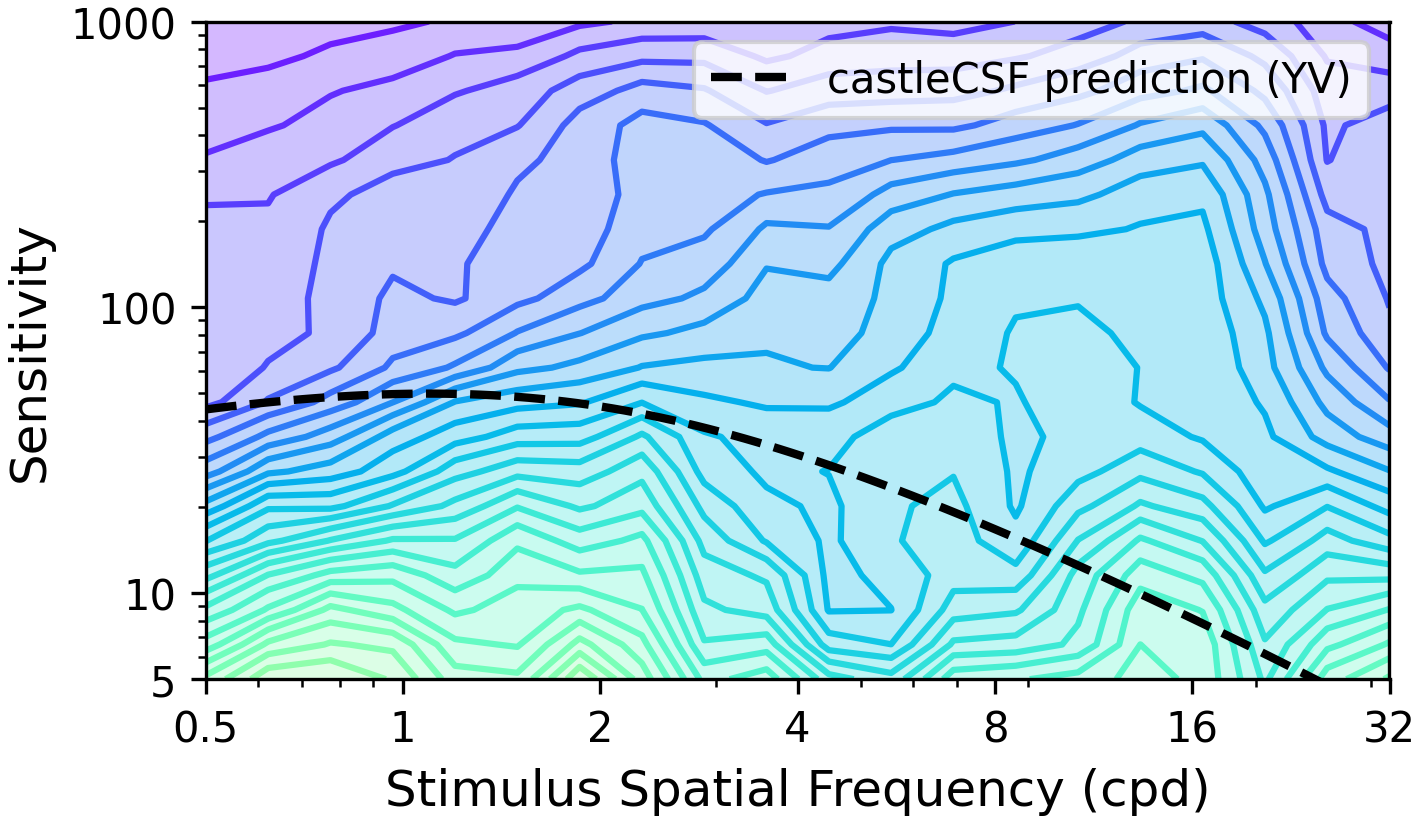 1000
100
10
5
Sensitivity
castleCSF prediction (YV)
0.5 1 2 4 8 16 32
Stimulus Spatial Frequency (cpd)